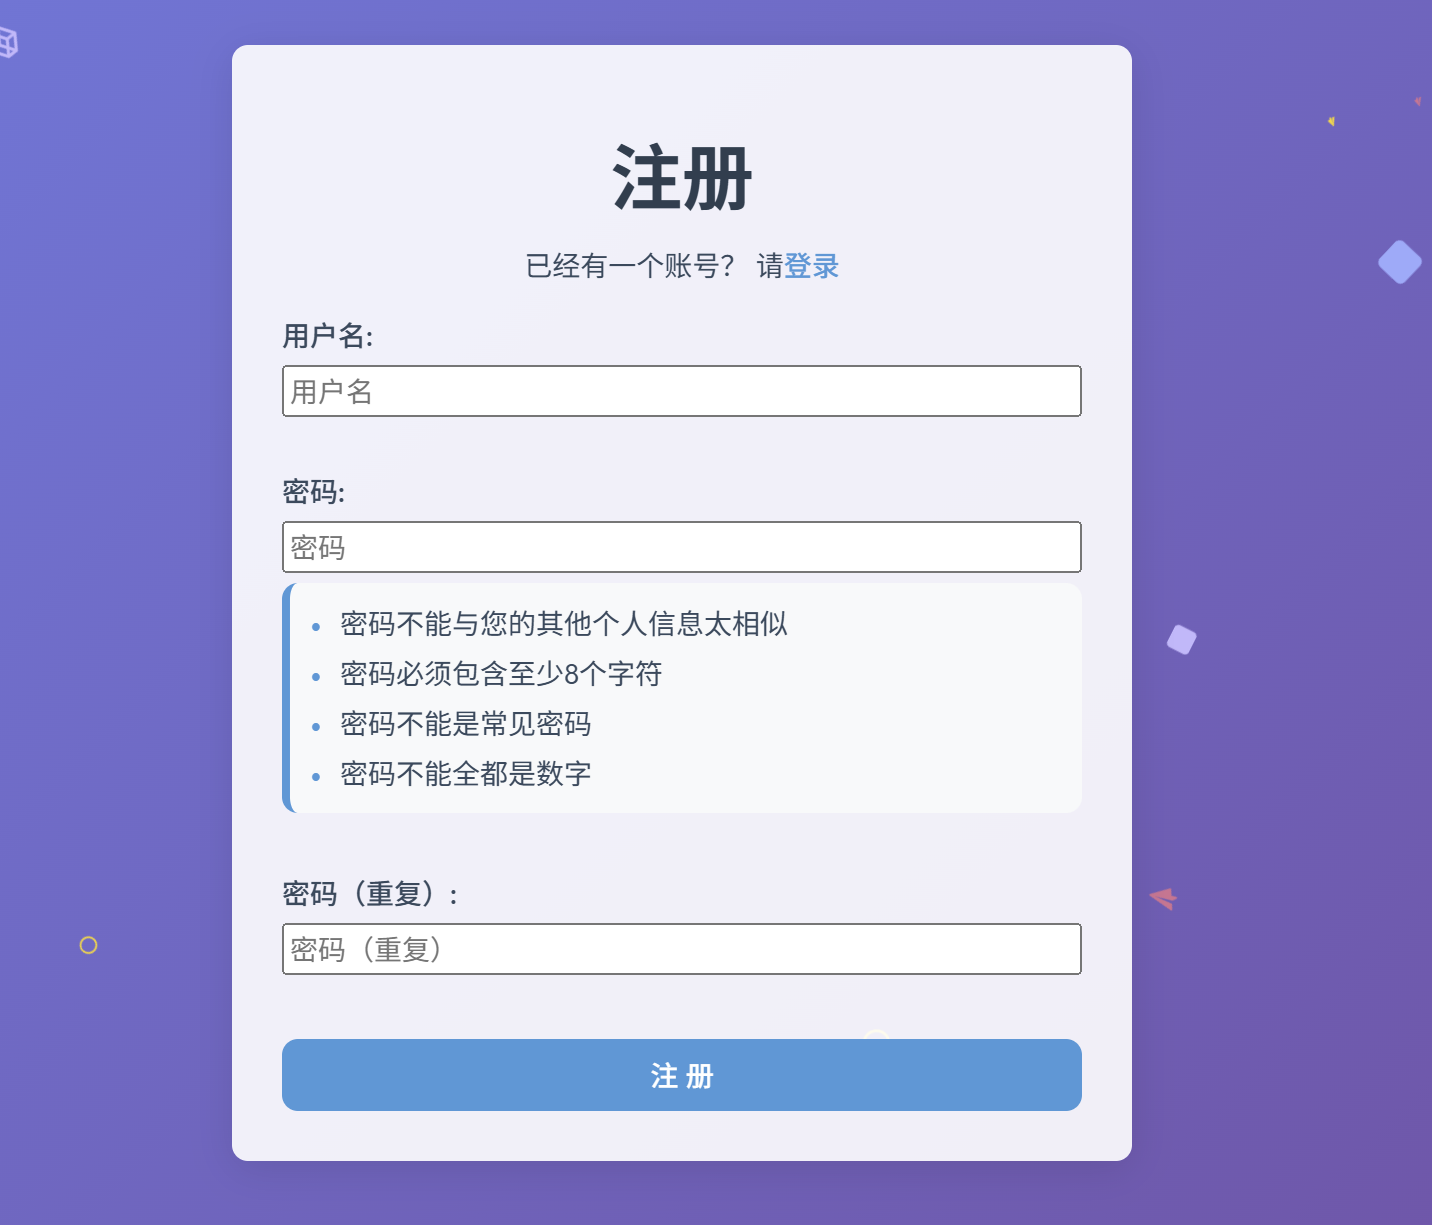 注册
已经有一个账号？ 请登录
用户名:
用户名
密码:
密码
密码不能与您的其他个人信息太相似
密码必须包含至少8个字符
密码不能是常见密码
密码不能全都是数字
密码（重复）:
密码（重复）
注 册